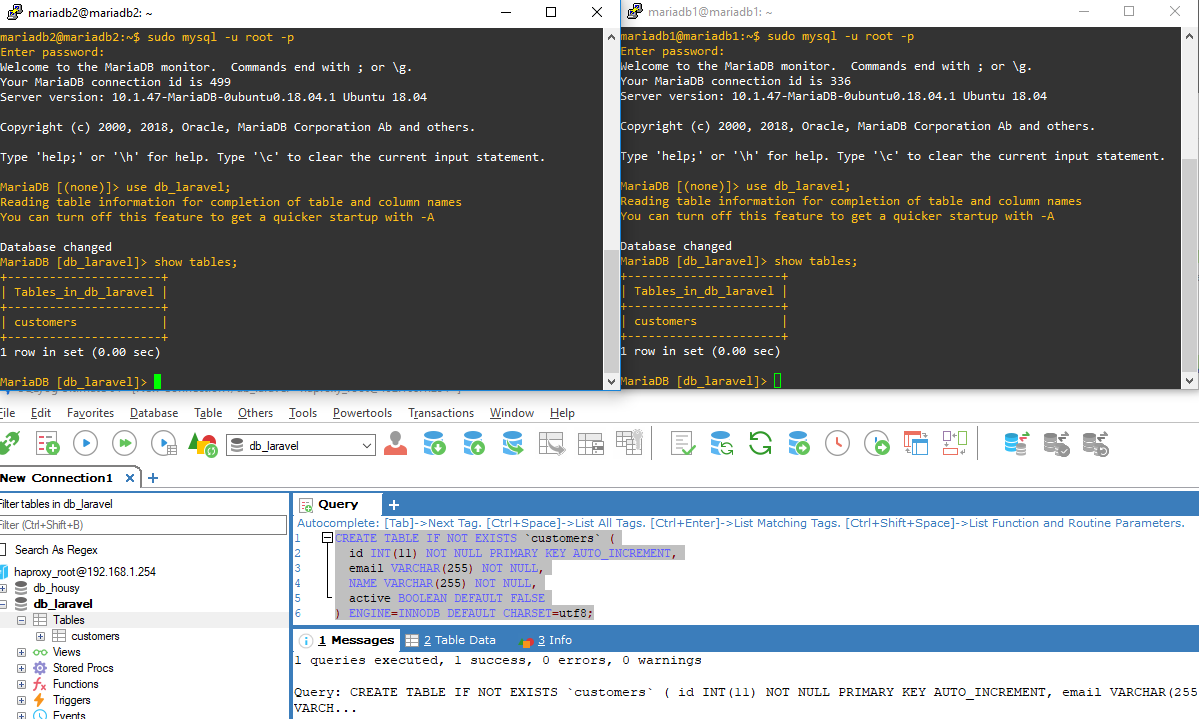 mariadb2@mariadb2: ~
mariadb2@mariadb2:~$ sudo mysql -u root -p
Enter password:
Welcome to the MariaDB monitor.  Commands end with ; or \g.
Your MariaDB connection id is 499
Server version: 10.1.47-MariaDB-0ubuntu0.18.04.1 Ubuntu 18.04
Copyright (c) 2000, 2018, Oracle, MariaDB Corporation Ab and others.
Type 'help;' or '\h' for help. Type '\c' to clear the current input statement.
MariaDB [(none)]> use db_laravel;
Reading table information for completion of table and column names
You can turn off this feature to get a quicker startup with -A
Database changed
MariaDB [db_laravel]> show tables;
+----------------------+
| Tables_in_db_laravel |
+----------------------+
| customers            |
+----------------------+
1 row in set (0.00 sec)
MariaDB [db_laravel]>
mariadb1@mariadb1: ~
mariadb1@mariadb1:~$ sudo mysql -u root -p
Enter password:
Welcome to the MariaDB monitor.  Commands end with ; or \g.
Your MariaDB connection id is 336
Server version: 10.1.47-MariaDB-0ubuntu0.18.04.1 Ubuntu 18.04
Copyright (c) 2000, 2018, Oracle, MariaDB Corporation Ab and others.
Type 'help;' or '\h' for help. Type '\c' to clear the current input statement.
MariaDB [(none)]> use db_laravel;
Reading table information for completion of table and column names
You can turn off this feature to get a quicker startup with -A
Database changed
MariaDB [db_laravel]> show tables;
+----------------------+
| Tables_in_db_laravel |
+----------------------+
| customers            |
+----------------------+
1 row in set (0.00 sec)
MariaDB [db_laravel]>
File Edit Favorites Database Table Others Tools Powertools Transactions Window Help
db_laravel
New Connection1
Filter tables in db_laravel
Filter (Ctrl+Shift+B)
Search As Regex
haproxy_root@192.168.1.254
db_housy
db_laravel
Tables
customers
Views
Stored Procs
Functions
Triggers
Events
Query
Autocomplete: [Tab]->Next Tag. [Ctrl+Space]->List All Tags. [Ctrl+Enter]->List Matching Tags. [Ctrl+Shift+Space]->List Function and Routine Parameters.
1 CREATE TABLE IF NOT EXISTS `customers` (
2 id INT(11) NOT NULL PRIMARY KEY AUTO_INCREMENT,
3 email VARCHAR(255) NOT NULL,
4 NAME VARCHAR(255) NOT NULL,
5 active BOOLEAN DEFAULT FALSE
6 ) ENGINE=INNODB DEFAULT CHARSET=utf8;
1 Messages 2 Table Data 3 Info
1 queries executed, 1 success, 0 errors, 0 warnings
Query: CREATE TABLE IF NOT EXISTS `customers` ( id INT(11) NOT NULL PRIMARY KEY AUTO_INCREMENT, email VARCHAR(255
VARCH...